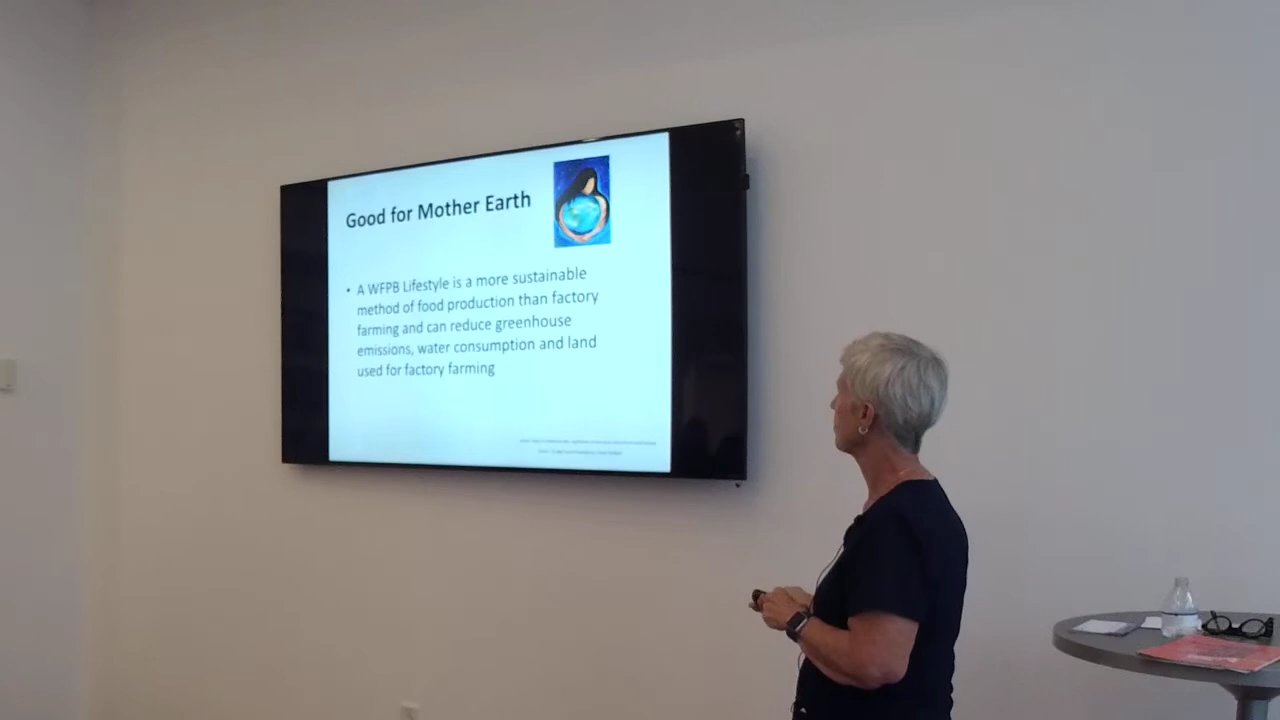 Good for Mother Earth
• A WFPB Lifestyle is a more sustainable
method of food production than factory
farming and can reduce greenhouse
emissions, water consumption and land
used for factory farming